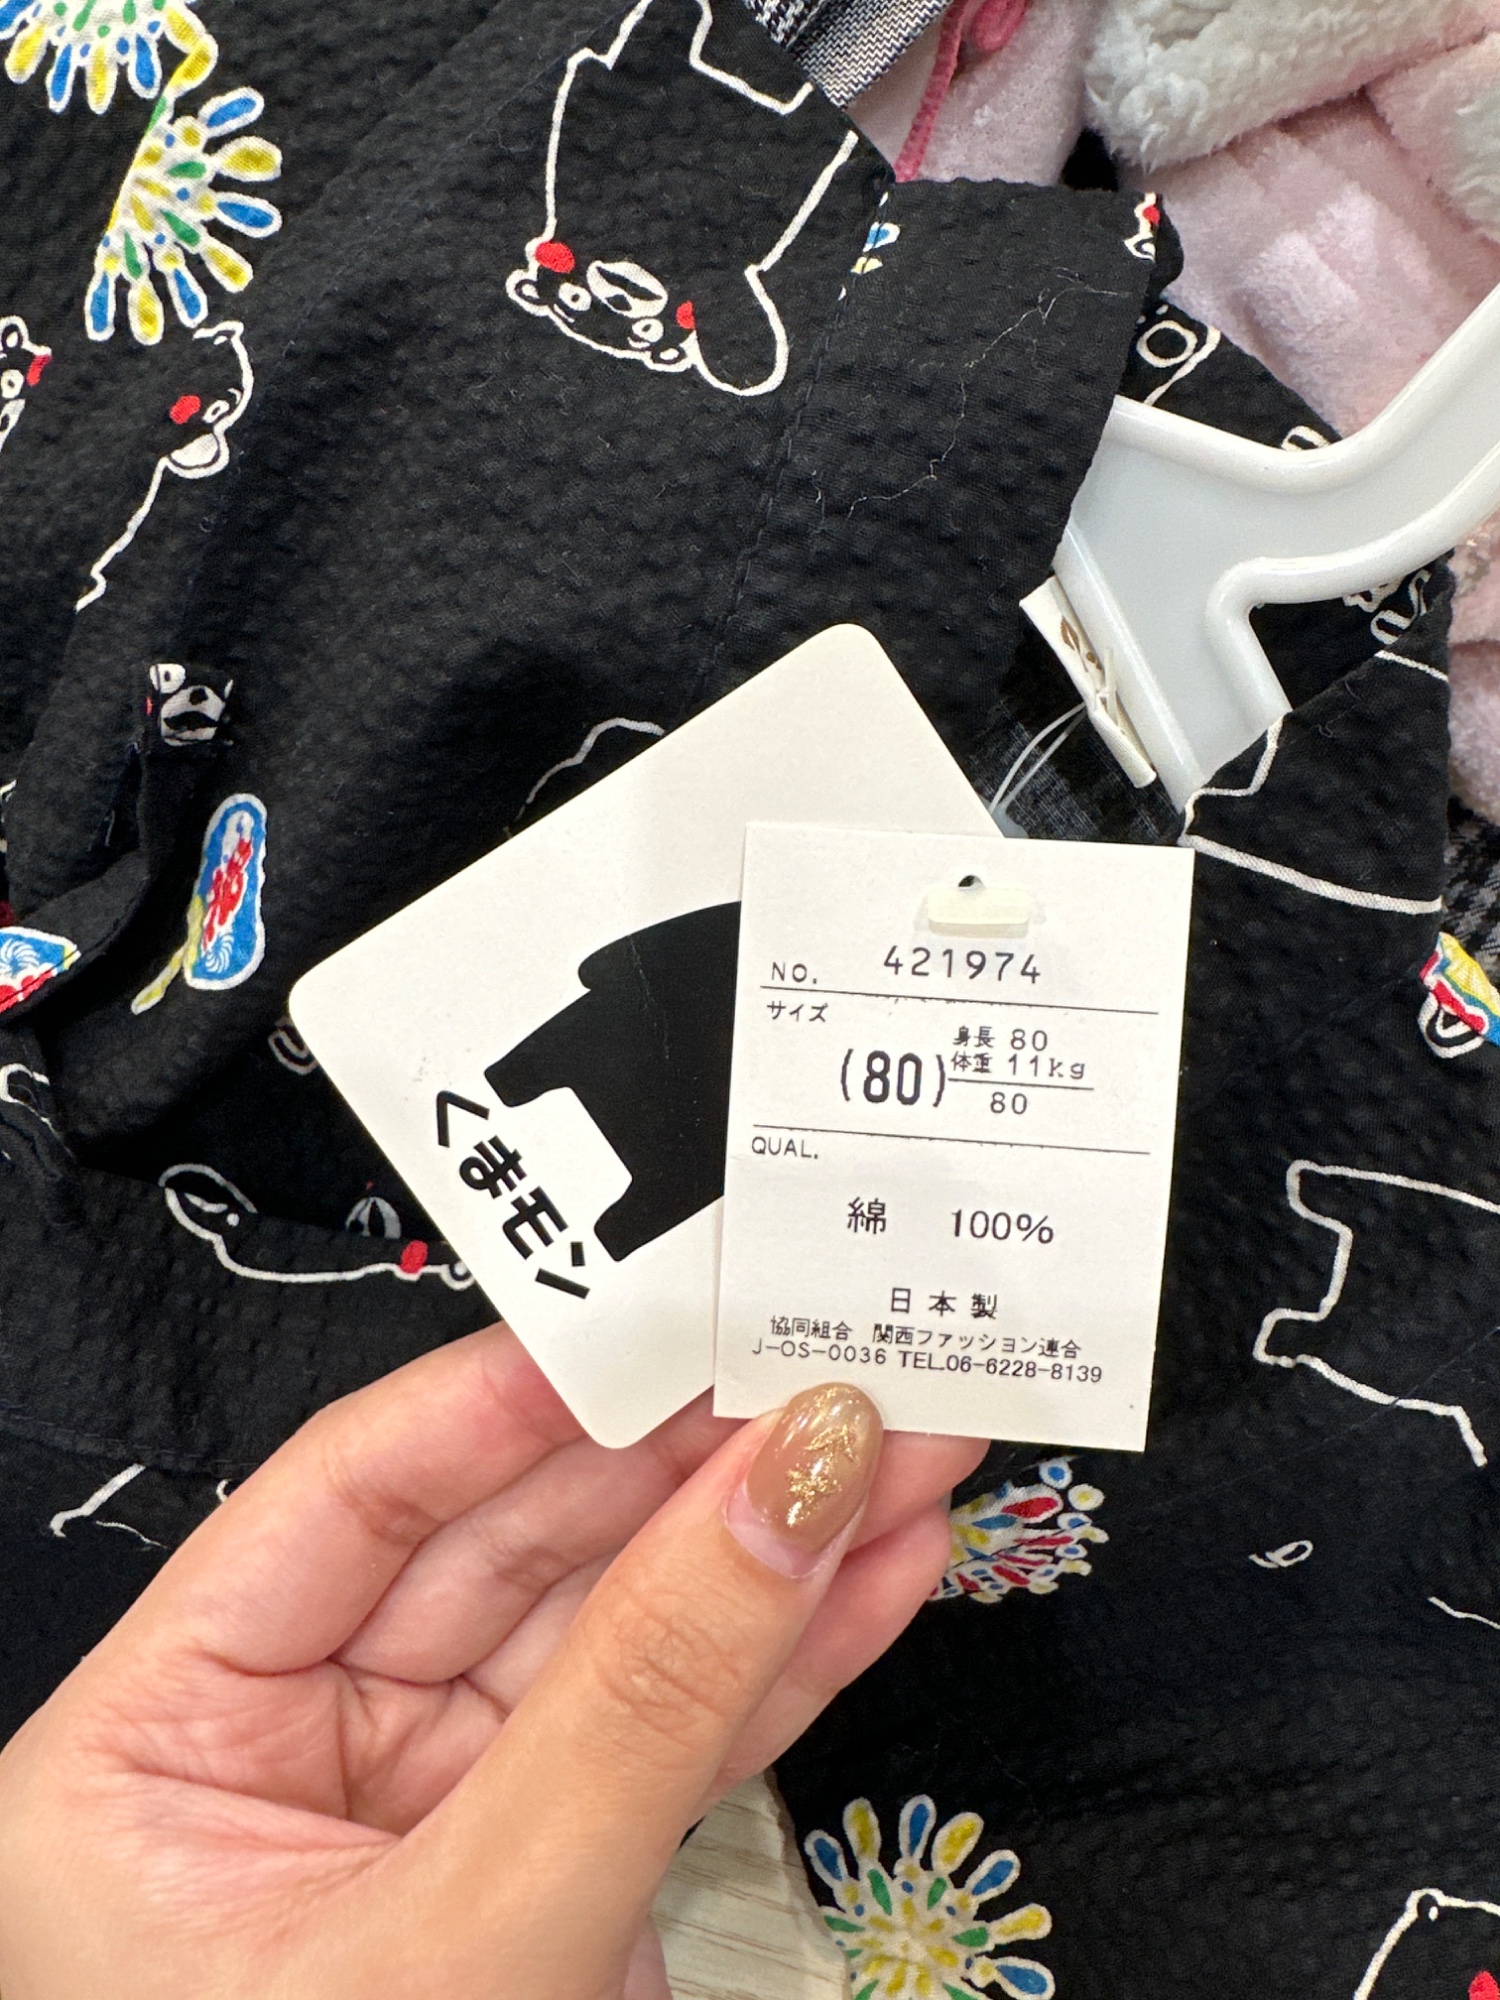 くまモン
NO. 421974
サイズ
(80) 身長 80
体重 11kg
80
QUAL.
綿 100%
日本製
協同組合 関西ファッション連合
J-OS-0036 TEL.06-6228-8139